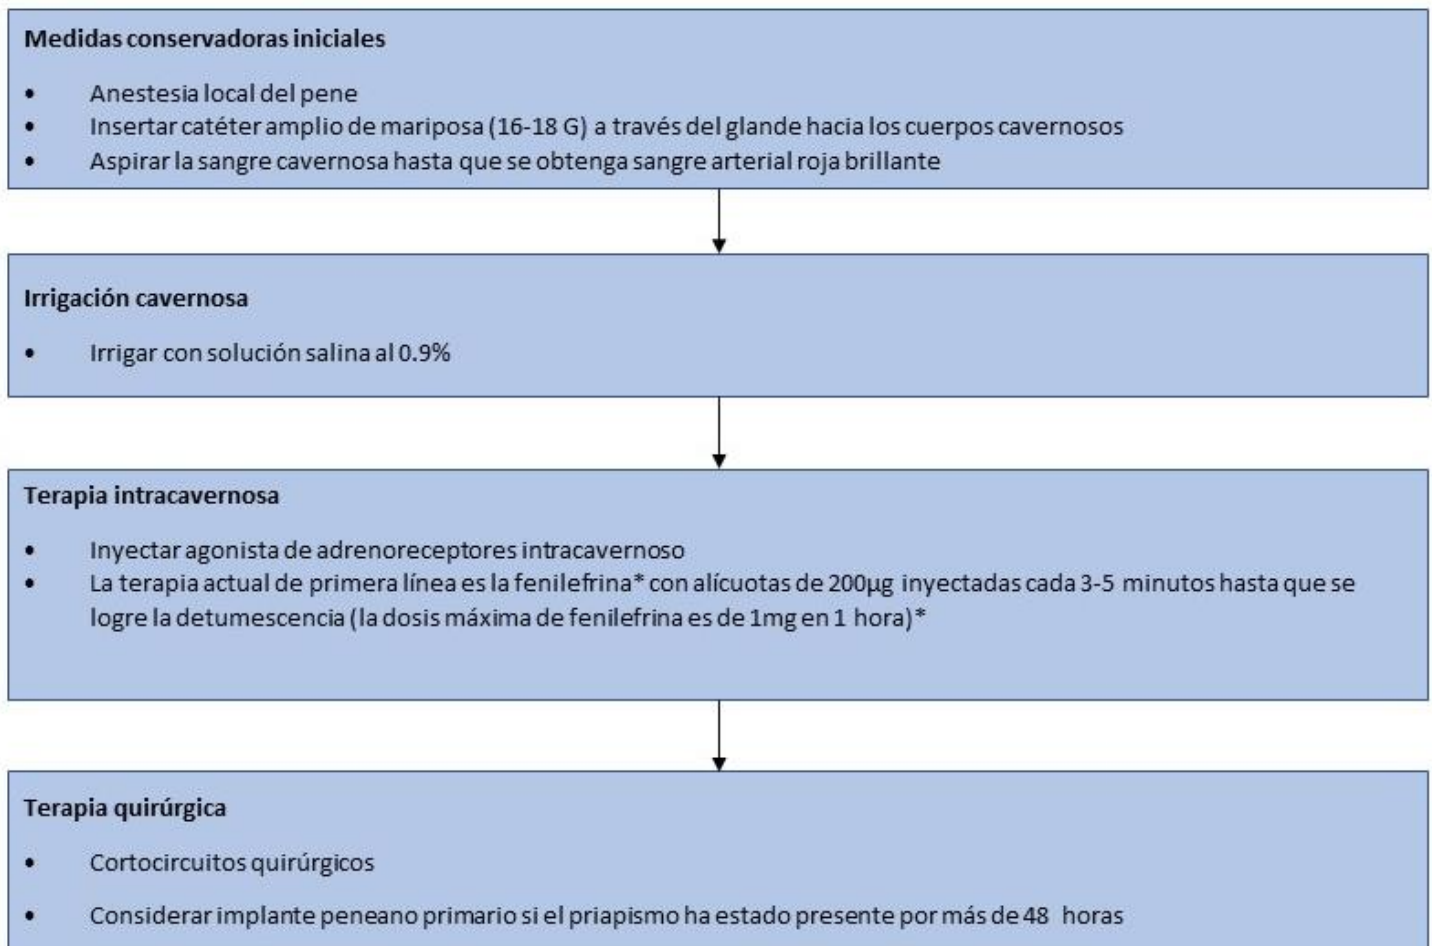 Medidas conservadoras iniciales
• Anestesia local del pene
• Insertar catéter amplio de mariposa (16-18 G) a través del glande hacia los cuerpos cavernosos
• Aspirar la sangre cavernosa hasta que se obtenga sangre arterial roja brillante
Irrigación cavernosa
• Irrigar con solución salina al 0.9%
Terapia intracavernosa
• Inyectar agonista de adrenoreceptores intracavernoso
• La terapia actual de primera línea es la fenilefrina* con alícuotas de 200μg inyectadas cada 3-5 minutos hasta que se
logre la detumescencia (la dosis máxima de fenilefrina es de 1mg en 1 hora)*
Terapia quirúrgica
• Cortocircuitos quirúrgicos
• Considerar implante peneano primario si el priapismo ha estado presente por más de 48 horas